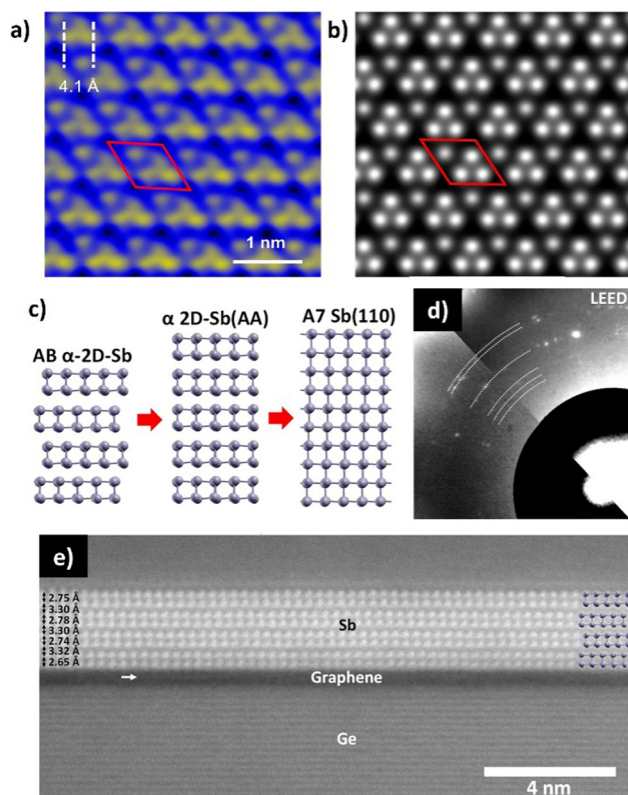 a)
4.1 Å
1 nm
b)
c)
AB α-2D-Sb
α 2D-Sb(AA)
A7 Sb(110)
d)
LEED
e)
2.75 Å
3.30 Å
2.78 Å
3.30 Å
2.74 Å
3.32 Å
2.65 Å
Sb
Graphene
Ge
4 nm